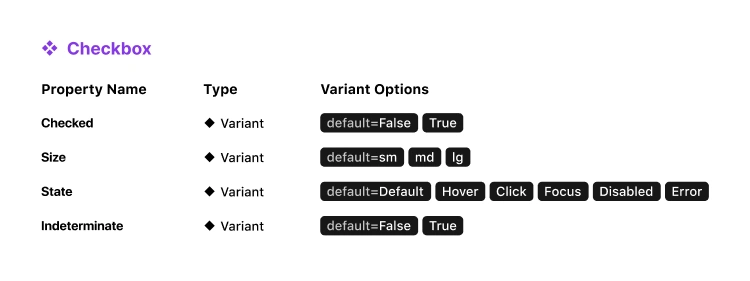 Checkbox
Property Name Type Variant Options
Checked Variant default=False True
Size Variant default=sm md lg
State Variant default=Default Hover Click Focus Disabled Error
Indeterminate Variant default=False True